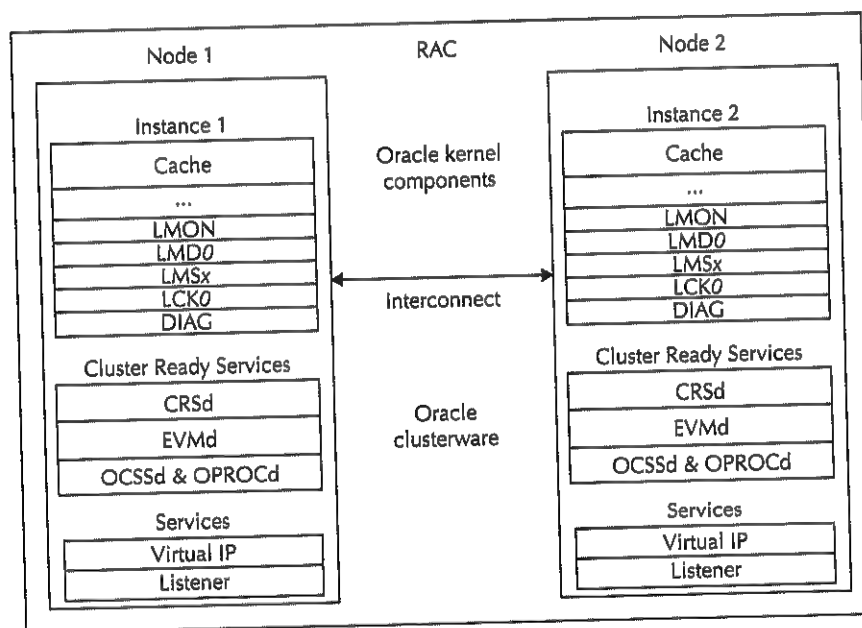 Node 1
RAC
Node 2
Instance 1
Cache
...
LMON
LMD0
LMSx
LCK0
DIAG
Cluster Ready Services
CRSd
EVMd
OCSSd & OPROCd
Services
Virtual IP
Listener
Oracle kernel
components
Interconnect
Oracle
clusterware
Instance 2
Cache
...
LMON
LMD0
LMSx
LCK0
DIAG
Cluster Ready Services
CRSd
EVMd
OCSSd & OPROCd
Services
Virtual IP
Listener